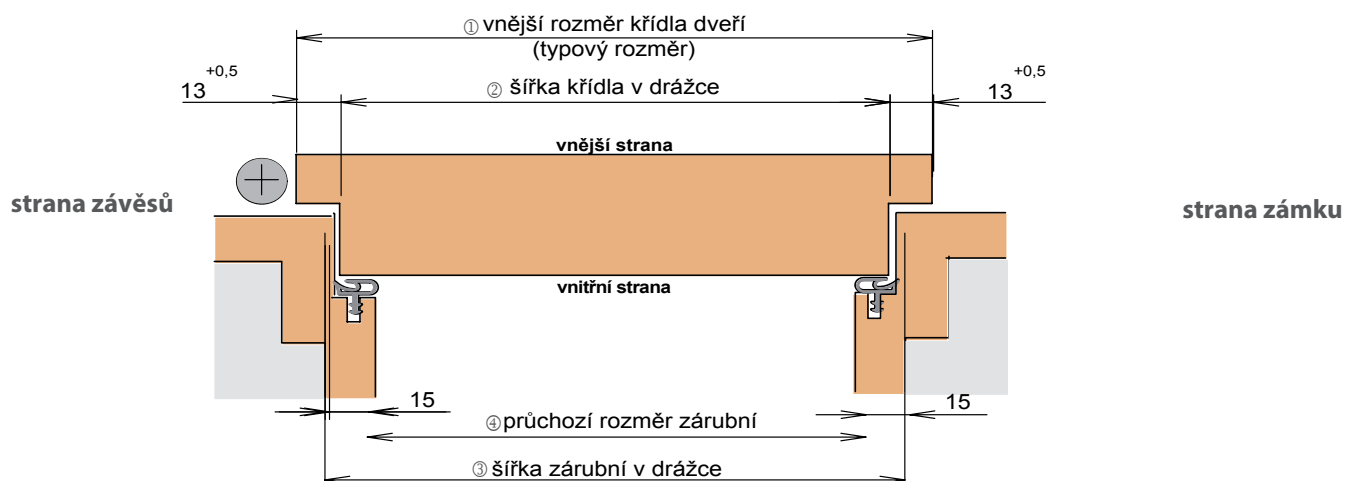 ① vnější rozměr křídla dveří
(typový rozměr)
13 +0,5
② šířka křídla v drážce
13 +0,5
vnější strana
strana závěsů
strana zámku
vnitřní strana
15
15
④ průchozí rozměr zárubní
③ šířka zárubní v drážce